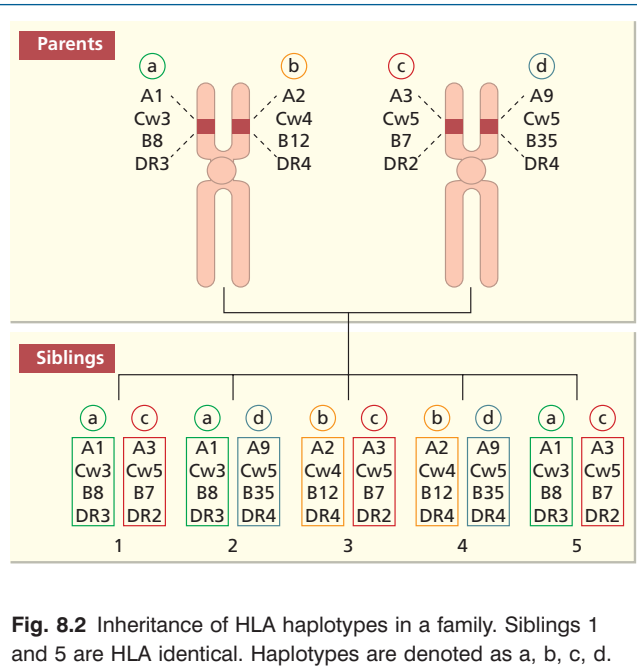 Parents
a b c d
A1 A2 A3 A9
Cw3 Cw4 Cw5 Cw5
B8 B12 B7 B35
DR3 DR4 DR2 DR4
Siblings
a c a d b c b d a c
A1 A3 A1 A9 A2 A3 A2 A9 A1 A3
Cw3 Cw5 Cw3 Cw5 Cw4 Cw5 Cw4 Cw5 Cw3 Cw5
B8 B7 B8 B35 B12 B7 B12 B35 B8 B7
DR3 DR2 DR3 DR4 DR4 DR2 DR4 DR4 DR3 DR2
1 2 3 4 5
Fig. 8.2 Inheritance of HLA haplotypes in a family. Siblings 1
and 5 are HLA identical. Haplotypes are denoted as a, b, c, d.